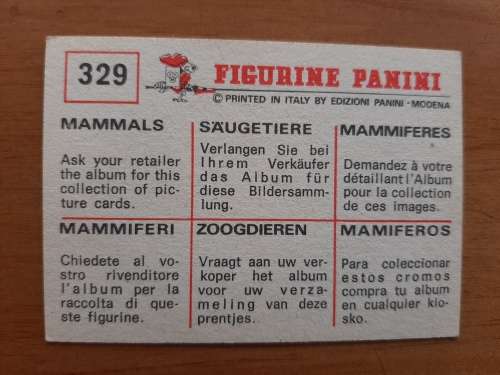 329
FIGURINE PANINI
© PRINTED IN ITALY BY EDIZIONI PANINI - MODENA
MAMMALS
Ask your retailer
the album for this
collection of pic-
ture cards.
SÄUGETIERE
Verlangen Sie bei
Ihrem Verkäufer
das Album für
diese Bildersamm-
lung.
MAMMIFERES
Demandez à votre
détaillant l'Album
pour la collection
de ces images.
MAMMIFERI
Chiedete al vo-
stro rivenditore
l'album per la
raccolta di que-
ste figurine.
ZOOGDIEREN
Vraagt aan uw ver-
koper het album
voor uw verza-
meling van deze
prentjes.
MAMIFEROS
Para coleccionar
estos cromos
compra tu album
en cualquier kio-
sko.